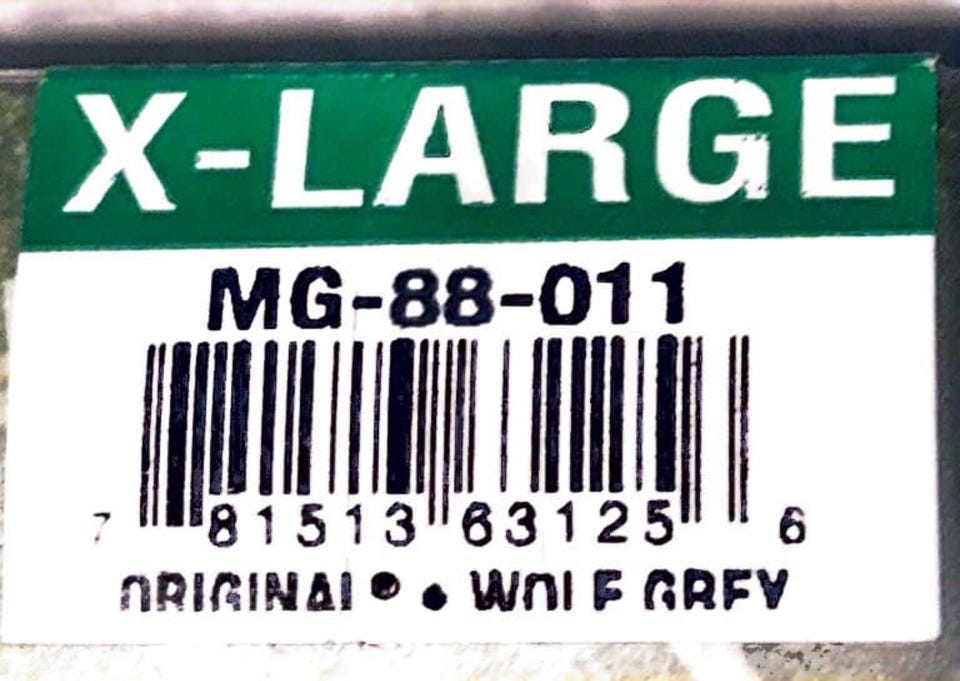 X-LARGE
MG-88-011
7 81513 63125 6
ORIGINAL® • WOLF GREY